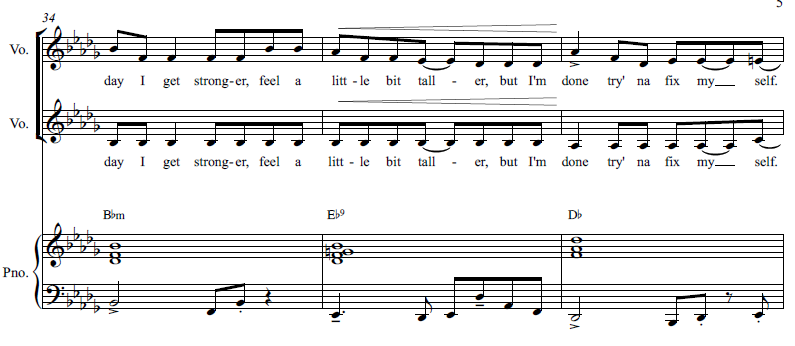 5
34
Vo.
day I get strong-er, feel a litt-le bit tall - er, but I'm done try' na fix my__ self.
Vo.
day I get strong-er, feel a litt-le bit tall - er, but I'm done try' na fix my__ self.
B♭m E♭9 D♭
Pno.